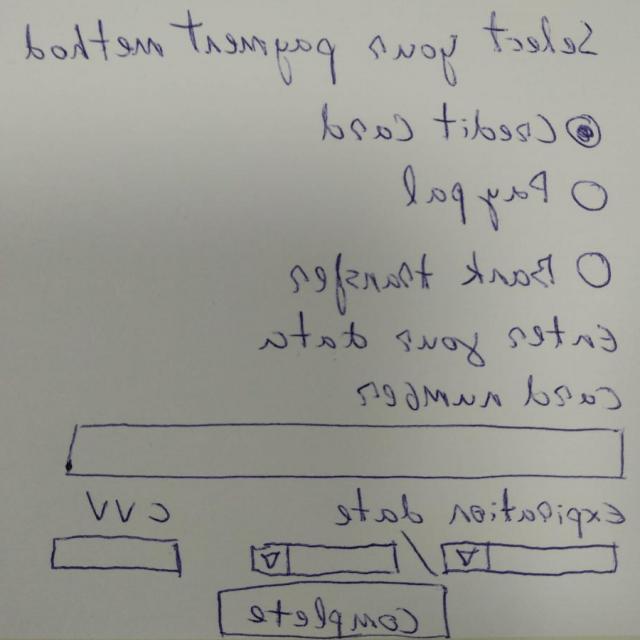 Select your payment method
Credit Card
Paypal
Bank transfer
Enter your data
Card number
Expiration date CVV
/
Complete